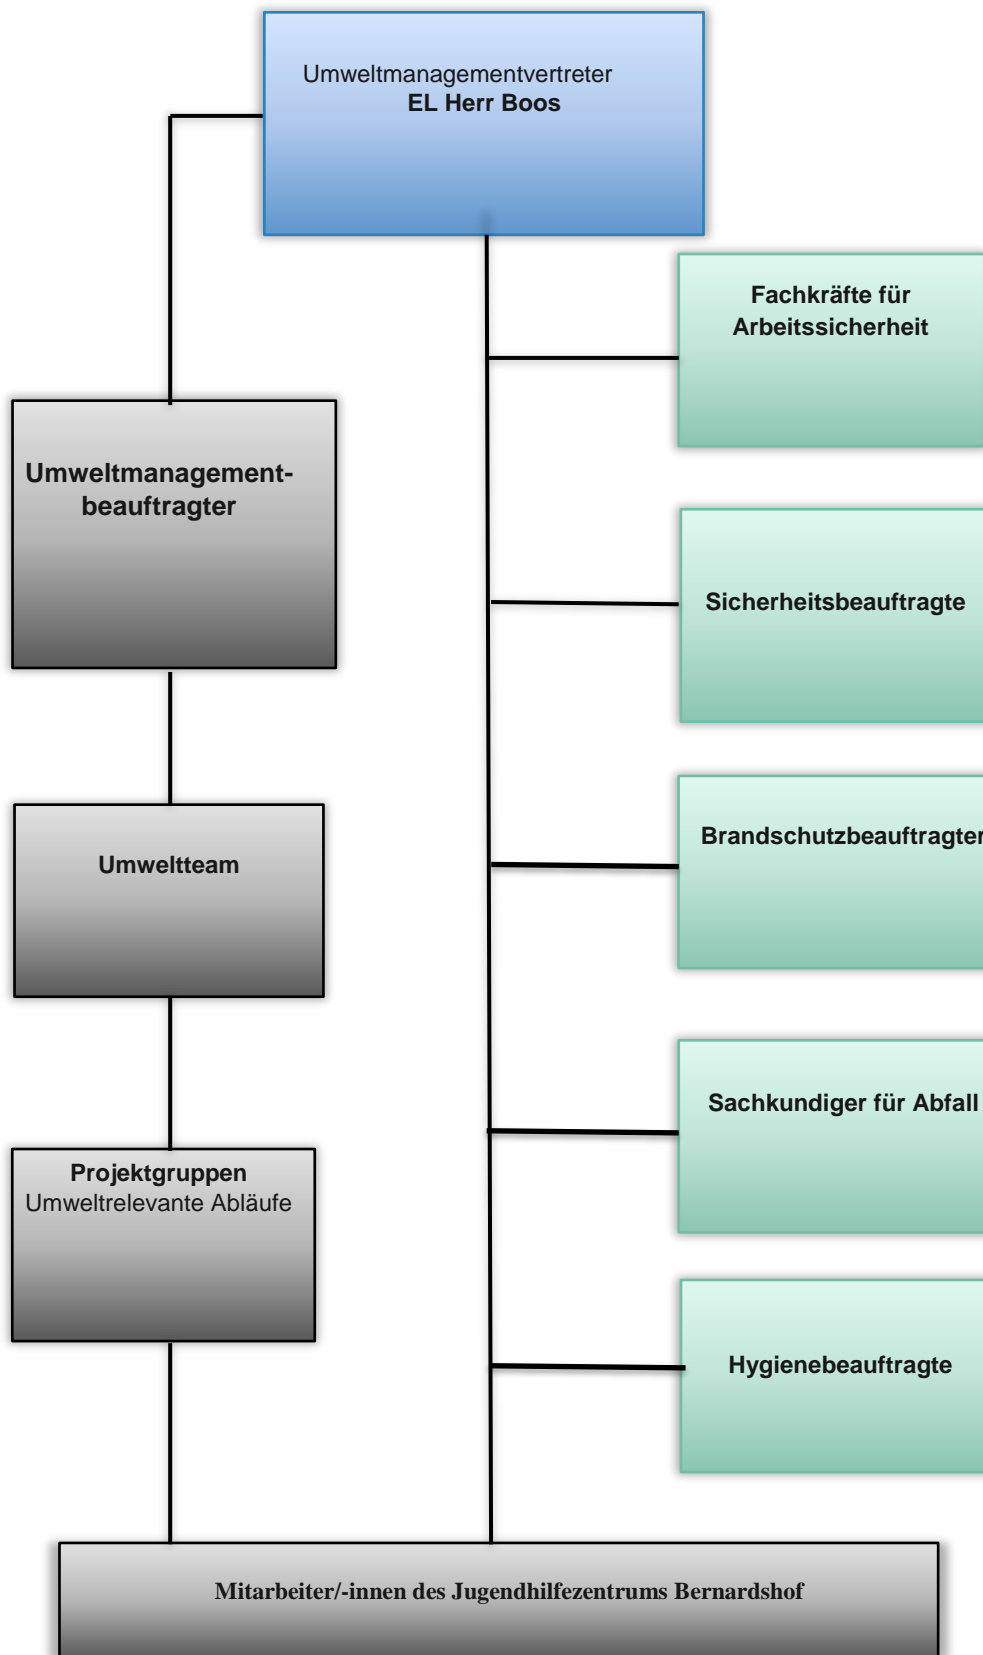 Umweltmanagementvertreter
EL Herr Boos
Fachkräfte für
Arbeitssicherheit
Umweltmanagement-
beauftragter
Sicherheitsbeauftragte
Brandschutzbeauftragter
Umweltteam
Sachkundiger für Abfall
Projektgruppen
Umweltrelevante Abläufe
Hygienebeauftragte
Mitarbeiter/-innen des Jugendhilfezentrums Bernardshof